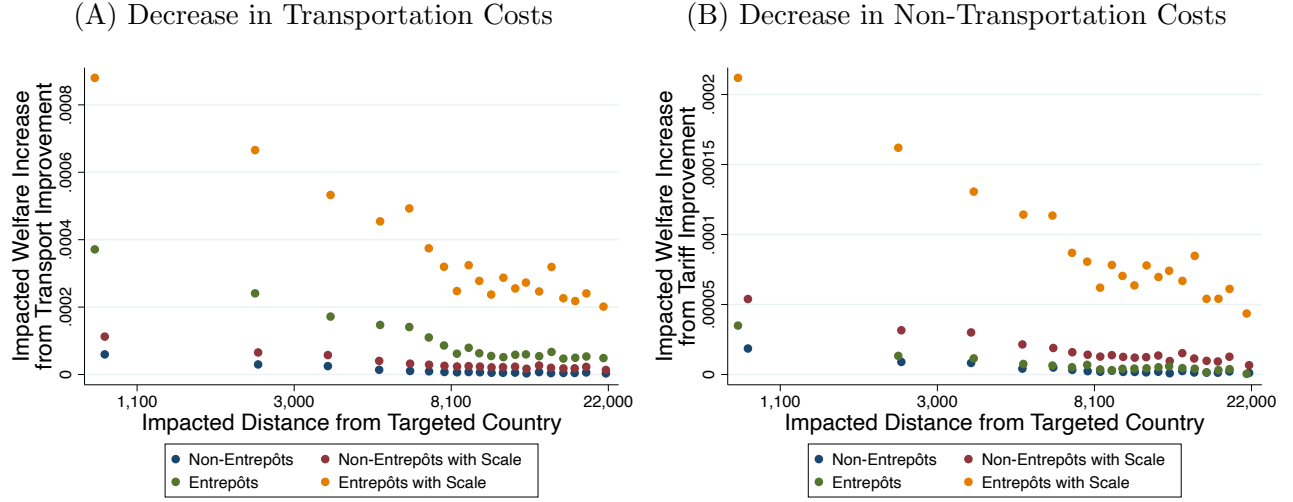 (A) Decrease in Transportation Costs
Impacted Welfare Increase
from Transport Improvement
.0008
.0006
.0004
.0002
0
1,100
3,000
8,100
22,000
Impacted Distance from Targeted Country
Non-Entrepôts
Non-Entrepôts with Scale
Entrepôts
Entrepôts with Scale
(B) Decrease in Non-Transportation Costs
Impacted Welfare Increase
from Tariff Improvement
.0002
.00015
.0001
.00005
0
1,100
3,000
8,100
22,000
Impacted Distance from Targeted Country
Non-Entrepôts
Non-Entrepôts with Scale
Entrepôts
Entrepôts with Scale